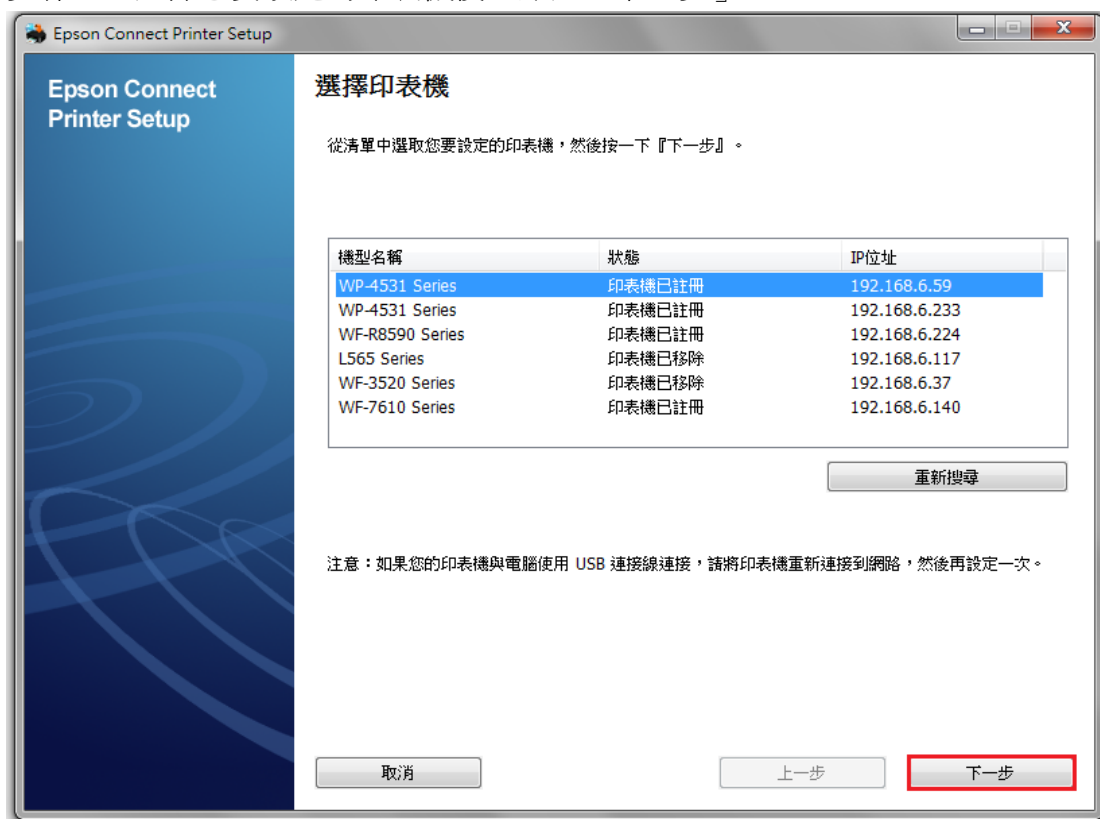 Epson Connect Printer Setup
Epson Connect
Printer Setup
選擇印表機
從清單中選取您要設定的印表機，然後按一下『下一步』。
機型名稱 狀態 IP位址
WP-4531 Series 印表機已註冊 192.168.6.59
WP-4531 Series 印表機已註冊 192.168.6.233
WF-R8590 Series 印表機已註冊 192.168.6.224
L565 Series 印表機已移除 192.168.6.117
WF-3520 Series 印表機已移除 192.168.6.37
WF-7610 Series 印表機已註冊 192.168.6.140
重新搜尋
注意：如果您的印表機與電腦使用 USB 連接線連接，請將印表機重新連接到網路，然後再設定一次。
取消 上一步 下一步